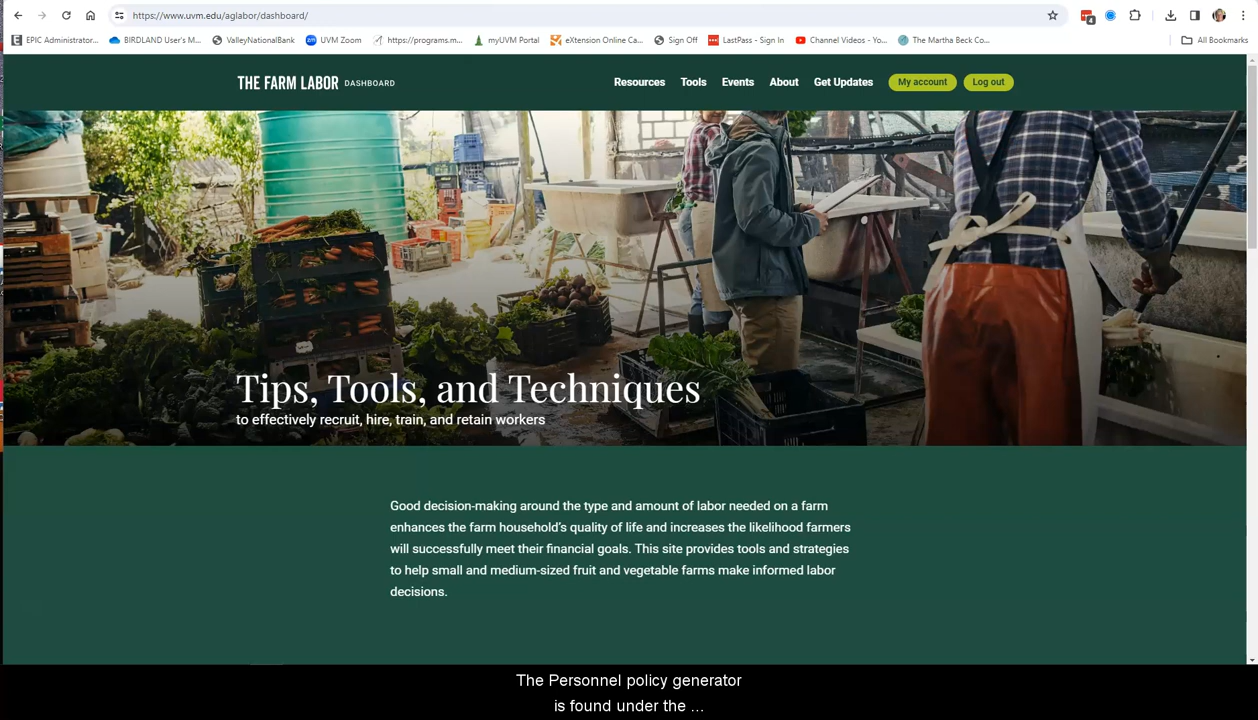 https://www.uvm.edu/aglabor/dashboard/
4
EPIC Administrator...
BIRDLAND User's M...
ValleyNationalBank
UVM Zoom
https://programs.m...
myUVM Portal
eXtension Online Ca...
Sign Off
LastPass - Sign In
Channel Videos - Yo...
The Martha Beck Co...
All Bookmarks
THE FARM LABOR DASHBOARD
Resources
Tools
Events
About
Get Updates
My account
Log out
Tips, Tools, and Techniques
to effectively recruit, hire, train, and retain workers
Good decision-making around the type and amount of labor needed on a farm
enhances the farm household's quality of life and increases the likelihood farmers
will successfully meet their financial goals. This site provides tools and strategies
to help small and medium-sized fruit and vegetable farms make informed labor
decisions.
The Personnel policy generator
is found under the ...